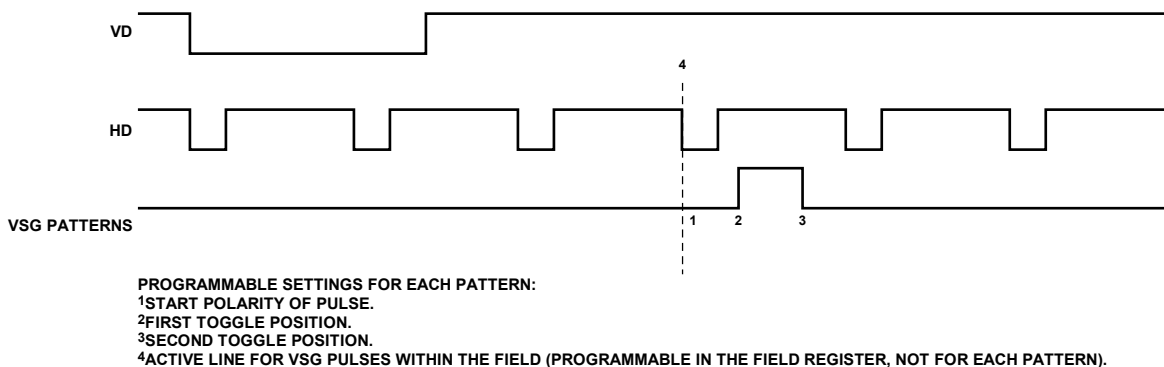 VD
4
HD
VSG PATTERNS
1 2 3
PROGRAMMABLE SETTINGS FOR EACH PATTERN:
1START POLARITY OF PULSE.
2FIRST TOGGLE POSITION.
3SECOND TOGGLE POSITION.
4ACTIVE LINE FOR VSG PULSES WITHIN THE FIELD (PROGRAMMABLE IN THE FIELD REGISTER, NOT FOR EACH PATTERN).